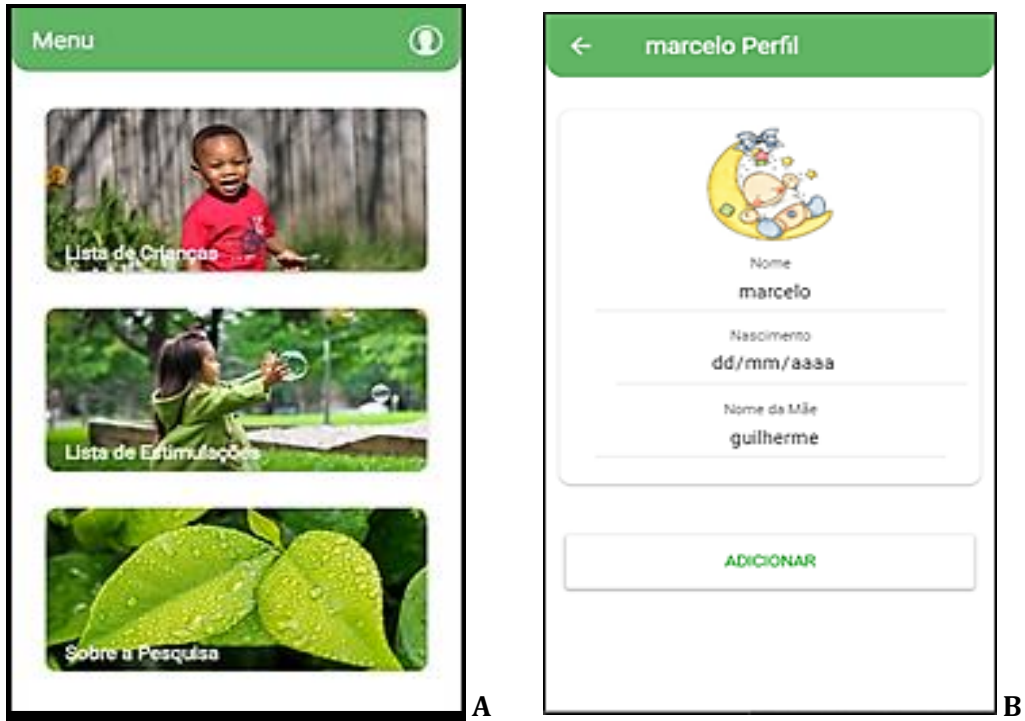 Menu
Lista de Crianças
Lista de Estimulações
Sobre a Pesquisa
A
marcelo Perfil
Nome
marcelo
Nascimento
dd/mm/aaaa
Nome da Mãe
guilherme
ADICIONAR
B